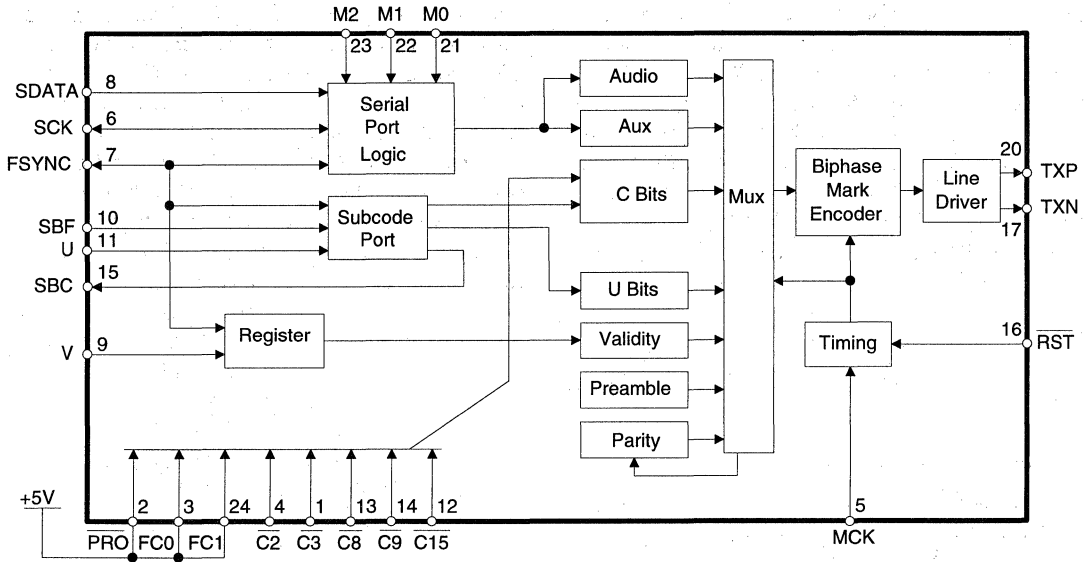 M2 M1 M0
23 22 21
SDATA 8
SCK 6
FSYNC 7
SBF 10
U 11
SBC 15
V 9
Serial
Port
Logic
Subcode
Port
Register
Audio
Aux
C Bits
U Bits
Validity
Preamble
Parity
Mux
Biphase
Mark
Encoder
Line
Driver
20 TXP
TXN
17
Timing
16 RST
+5V
2 3 24 4 1 13 14 12 5
PRO FC0 FC1 C2 C3 C8 C9 C15 MCK